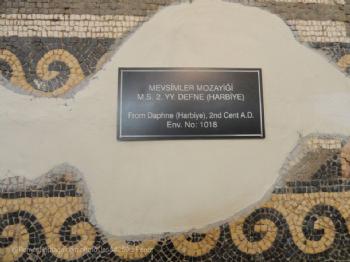 MEVSİMLER MOZAYİĞİ
M.S. 2. YY. DEFNE (HARBİYE)
From Daphne (Harbiye), 2nd Cent A.D.
Env. No: 1018